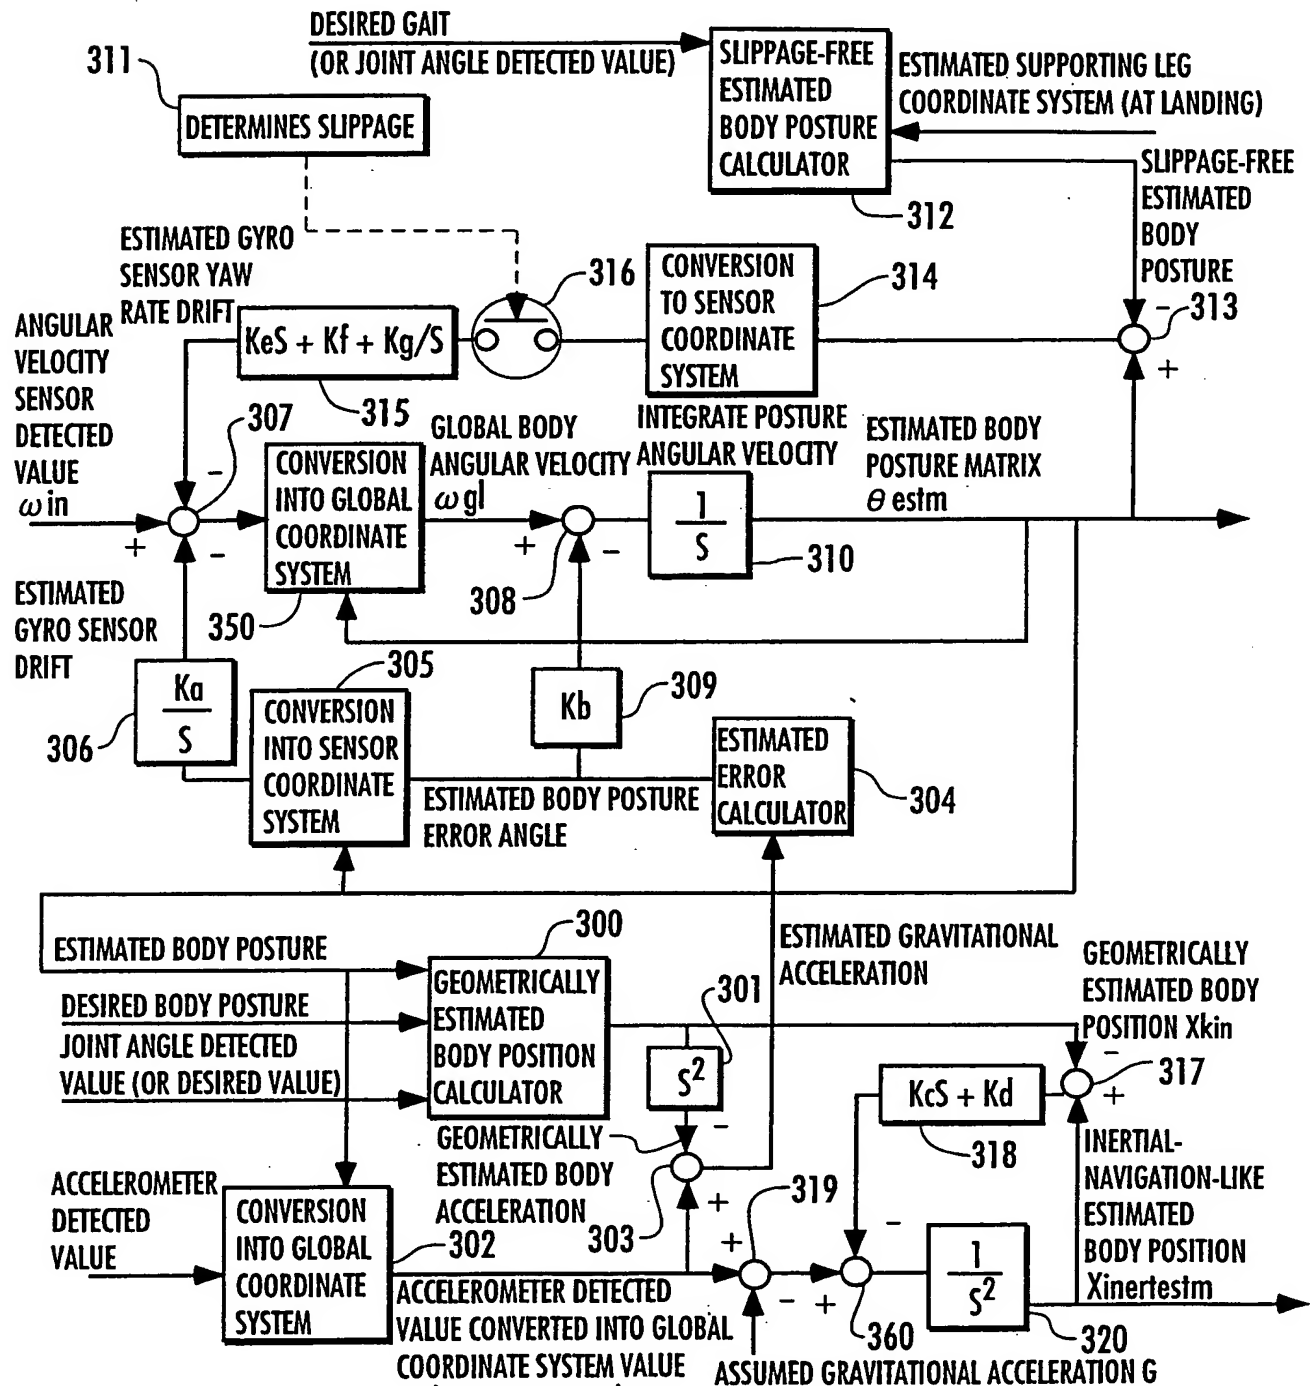 DESIRED GAIT
(OR JOINT ANGLE DETECTED VALUE)
311
DETERMINES SLIPPAGE
SLIPPAGE-FREE
ESTIMATED
BODY POSTURE
CALCULATOR
312
ESTIMATED SUPPORTING LEG
COORDINATE SYSTEM (AT LANDING)
SLIPPAGE-FREE
ESTIMATED
BODY
POSTURE
−
313
+
ESTIMATED GYRO
SENSOR YAW
RATE DRIFT
KeS + Kf + Kg/S
315
316
CONVERSION
TO SENSOR
COORDINATE
SYSTEM
314
ANGULAR
VELOCITY
SENSOR
DETECTED
VALUE
ωin
307
−
+
−
CONVERSION
INTO GLOBAL
COORDINATE
SYSTEM
350
GLOBAL BODY
ANGULAR VELOCITY
ωgl
+
−
308
INTEGRATE POSTURE
ANGULAR VELOCITY
1
S
310
ESTIMATED BODY
POSTURE MATRIX
θ estm
ESTIMATED
GYRO SENSOR
DRIFT
Ka
S
306
305
CONVERSION
INTO SENSOR
COORDINATE
SYSTEM
Kb
309
ESTIMATED BODY POSTURE
ERROR ANGLE
ESTIMATED
ERROR
CALCULATOR
304
ESTIMATED BODY POSTURE
DESIRED BODY POSTURE
JOINT ANGLE DETECTED
VALUE (OR DESIRED VALUE)
300
GEOMETRICALLY
ESTIMATED
BODY POSITION
CALCULATOR
301
S²
ESTIMATED GRAVITATIONAL
ACCELERATION
GEOMETRICALLY
ESTIMATED BODY
POSITION Xkin
−
317
+
KcS + Kd
318
GEOMETRICALLY
ESTIMATED BODY
ACCELERATION
−
303
+
ACCELEROMETER
DETECTED
VALUE
CONVERSION
INTO GLOBAL
COORDINATE
SYSTEM
302
ACCELEROMETER DETECTED
VALUE CONVERTED INTO GLOBAL
COORDINATE SYSTEM VALUE
319
+
−
ASSUMED GRAVITATIONAL ACCELERATION G
−
+
360
1
S²
320
INERTIAL-
NAVIGATION-LIKE
ESTIMATED
BODY POSITION
Xinertestm